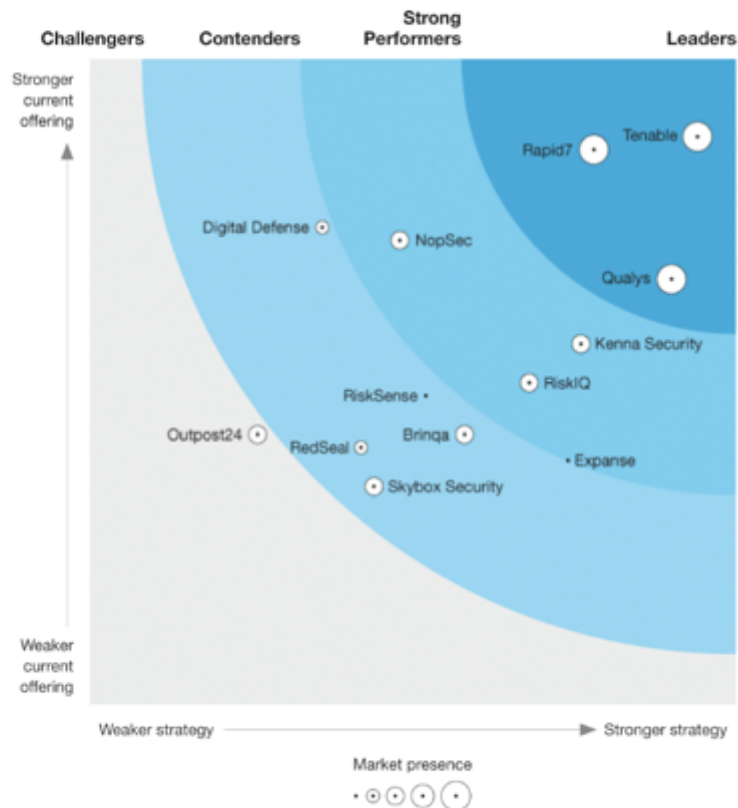 Challengers
Contenders
Strong
Performers
Leaders
Stronger
current
offering
Tenable
Rapid7
Digital Defense
NopSec
Qualys
Kenna Security
RiskIQ
RiskSense
Outpost24
Brinqa
RedSeal
Expanse
Skybox Security
Weaker
current
offering
Weaker strategy
Stronger strategy
Market presence